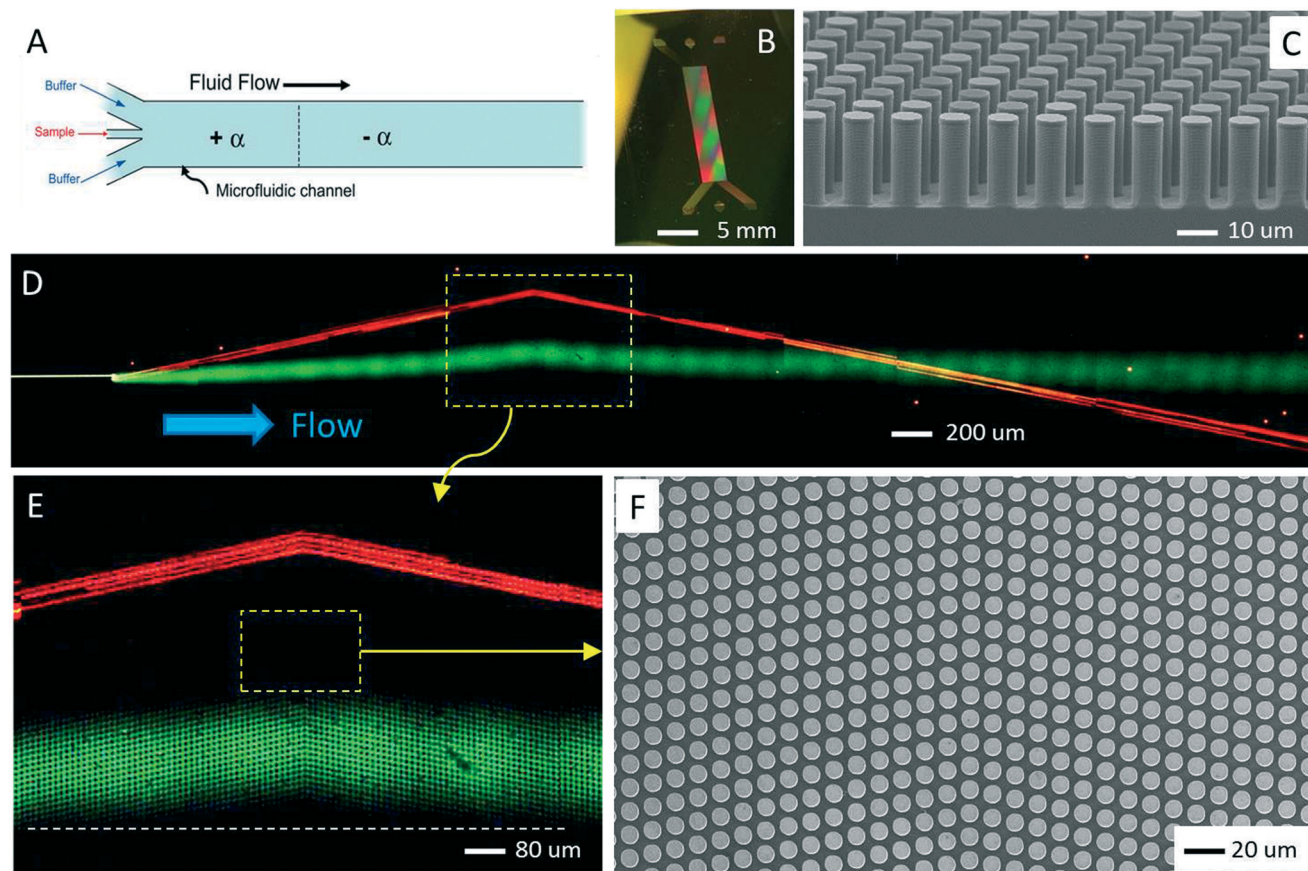 A
Fluid Flow
Buffer
Sample
+ α
- α
Buffer
Microfluidic channel
B
5 mm
C
10 um
D
Flow
200 um
E
80 um
F
20 um